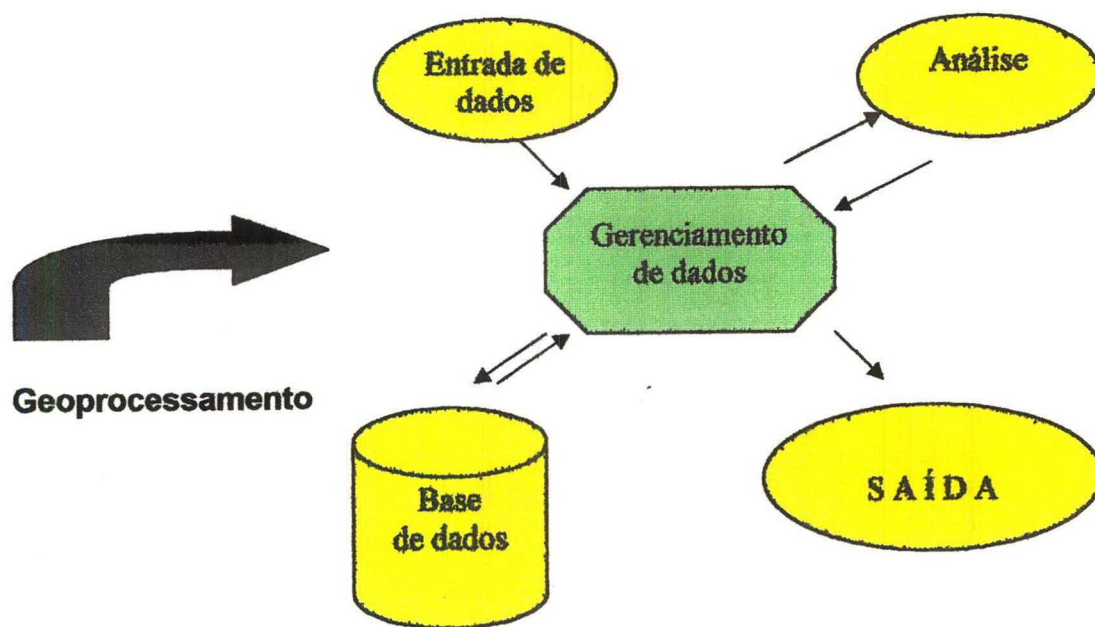 Entrada de
dados
Análise
Gerenciamento
de dados
Geoprocessamento
Base
de dados
SAÍDA